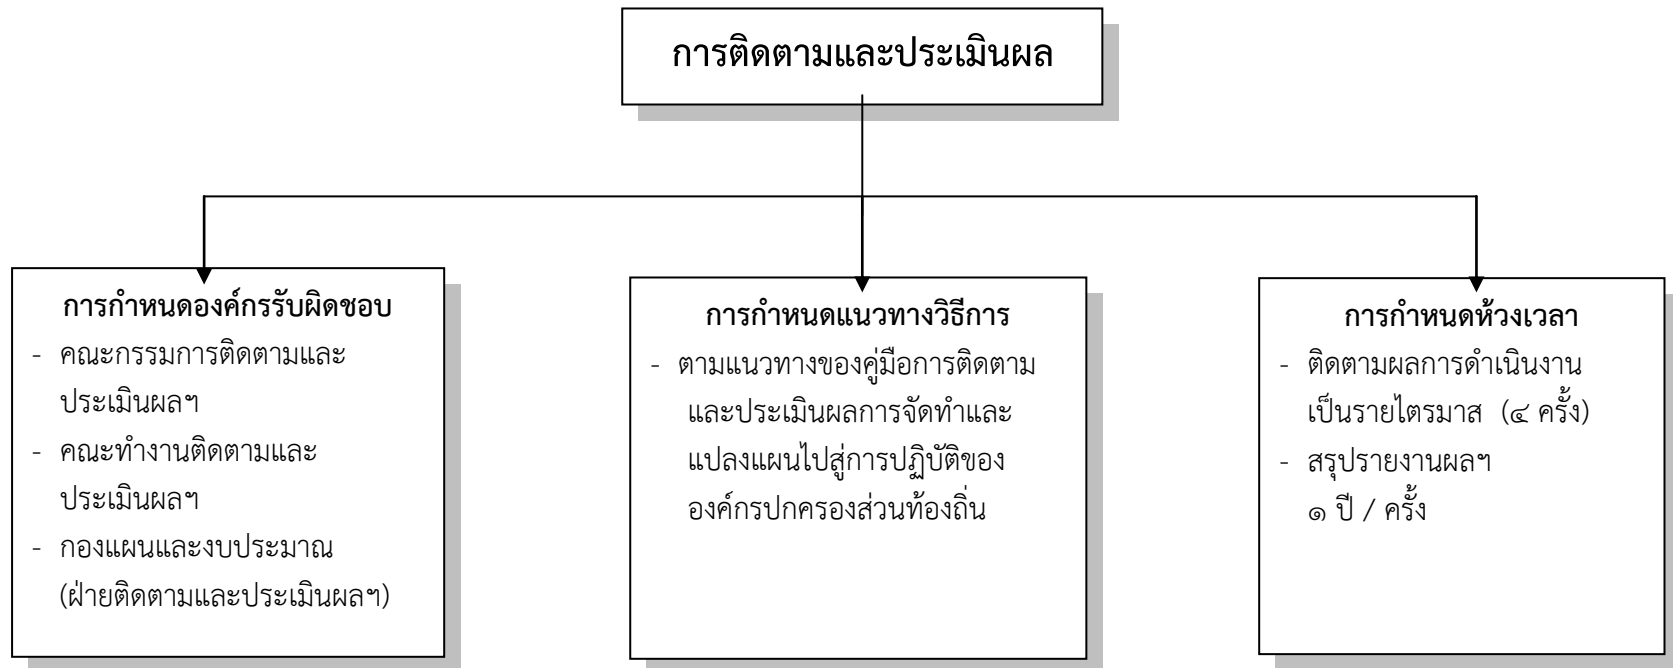 การติดตามและประเมินผล
การกำหนดองค์กรรับผิดชอบ
- คณะกรรมการติดตามและ
ประเมินผลฯ
- คณะทำงานติดตามและ
ประเมินผลฯ
- กองแผนและงบประมาณ
(ฝ่ายติดตามและประเมินผลฯ)
การกำหนดแนวทางวิธีการ
- ตามแนวทางของคู่มือการติดตาม
และประเมินผลการจัดทำและ
แปลงแผนไปสู่การปฏิบัติของ
องค์กรปกครองส่วนท้องถิ่น
การกำหนดห้วงเวลา
- ติดตามผลการดำเนินงาน
เป็นรายไตรมาส (๔ ครั้ง)
- สรุปรายงานผลฯ
๑ ปี / ครั้ง